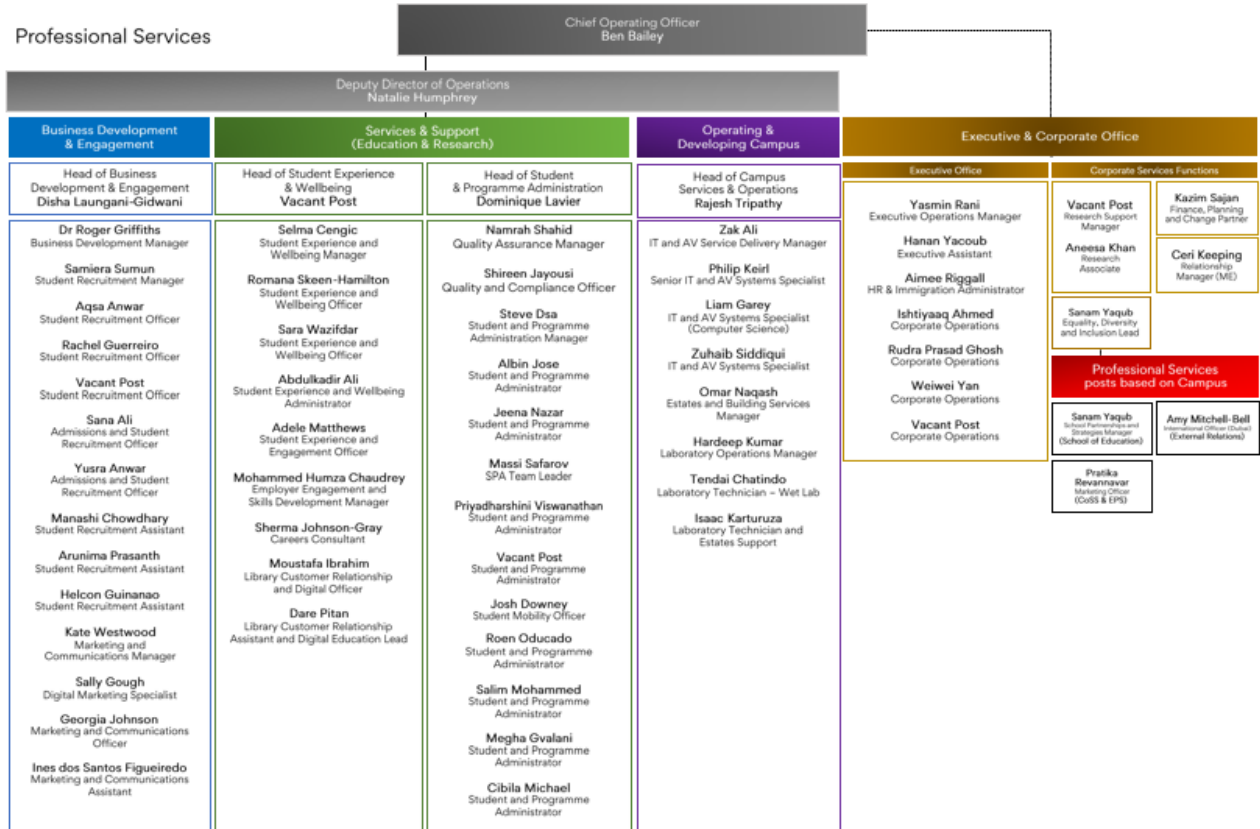 Professional Services
Chief Operating Officer
Ben Bailey
Deputy Director of Operations
Natalie Humphrey
Business Development
& Engagement
Head of Business
Development & Engagement
Disha Laungani-Gidwani
Dr Roger Griffiths
Business Development Manager
Samiera Sumun
Student Recruitment Manager
Aqsa Anwar
Student Recruitment Officer
Rachel Guerreiro
Student Recruitment Officer
Vacant Post
Student Recruitment Officer
Sana Ali
Admissions and Student
Recruitment Officer
Yusra Anwar
Admissions and Student
Recruitment Officer
Manashi Chowdhary
Student Recruitment Assistant
Arunima Prasanth
Student Recruitment Assistant
Helcon Guinanao
Student Recruitment Assistant
Kate Westwood
Marketing and
Communications Manager
Sally Gough
Digital Marketing Specialist
Georgia Johnson
Marketing and Communications
Officer
Ines dos Santos Figueiredo
Marketing and Communications
Assistant
Services & Support
(Education & Research)
Head of Student Experience
& Wellbeing
Vacant Post
Selma Cengic
Student Experience and
Wellbeing Manager
Romana Skeen-Hamilton
Student Experience and
Wellbeing Officer
Sara Wazifdar
Student Experience and
Wellbeing Officer
Abdulkadir Ali
Student Experience and Wellbeing
Administrator
Adele Matthews
Student Experience and
Engagement Officer
Mohammed Humza Chaudrey
Employer Engagement and
Skills Development Manager
Sherma Johnson-Gray
Careers Consultant
Moustafa Ibrahim
Library Customer Relationship
and Digital Officer
Dare Pitan
Library Customer Relationship
Assistant and Digital Education Lead
Head of Student
& Programme Administration
Dominique Lavier
Namrah Shahid
Quality Assurance Manager
Shireen Jayousi
Quality and Compliance Officer
Steve Dsa
Student and Programme
Administration Manager
Albin Jose
Student and Programme
Administrator
Jeena Nazar
Student and Programme
Administrator
Massi Safarov
SPA Team Leader
Priyadharshini Viswanathan
Student and Programme
Administrator
Vacant Post
Student and Programme
Administrator
Josh Downey
Student Mobility Officer
Roen Oducado
Student and Programme
Administrator
Salim Mohammed
Student and Programme
Administrator
Megha Gvalani
Student and Programme
Administrator
Cibila Michael
Student and Programme
Administrator
Operating &
Developing Campus
Head of Campus
Services & Operations
Rajesh Tripathy
Zak Ali
IT and AV Service Delivery Manager
Philip Keirl
Senior IT and AV Systems Specialist
Liam Garey
IT and AV Systems Specialist
(Computer Science)
Zuhaib Siddiqui
IT and AV Systems Specialist
Omar Naqash
Estates and Building Services
Manager
Hardeep Kumar
Laboratory Operations Manager
Tendai Chatindo
Laboratory Technician – Wet Lab
Isaac Karturuza
Laboratory Technician and
Estates Support
Executive & Corporate Office
Executive Office
Yasmin Rani
Executive Operations Manager
Hanan Yacoub
Executive Assistant
Aimee Riggall
HR & Immigration Administrator
Ishtiyaaq Ahmed
Corporate Operations
Rudra Prasad Ghosh
Corporate Operations
Weiwei Yan
Corporate Operations
Vacant Post
Corporate Operations
Corporate Services Functions
Vacant Post
Research Support
Manager
Aneesa Khan
Research
Associate
Kazim Sajan
Finance, Planning
and Change Partner
Ceri Keeping
Relationship
Manager (ME)
Sanam Yaqub
Equality, Diversity
and Inclusion Lead
Professional Services
posts based on Campus
Sanam Yaqub
School Partnerships and
Strategies Manager
(School of Education)
Amy Mitchell-Bell
International Officer (Dubai)
(External Relations)
Pratika
Revannavar
Marketing Officer
(CoSS & EPS)